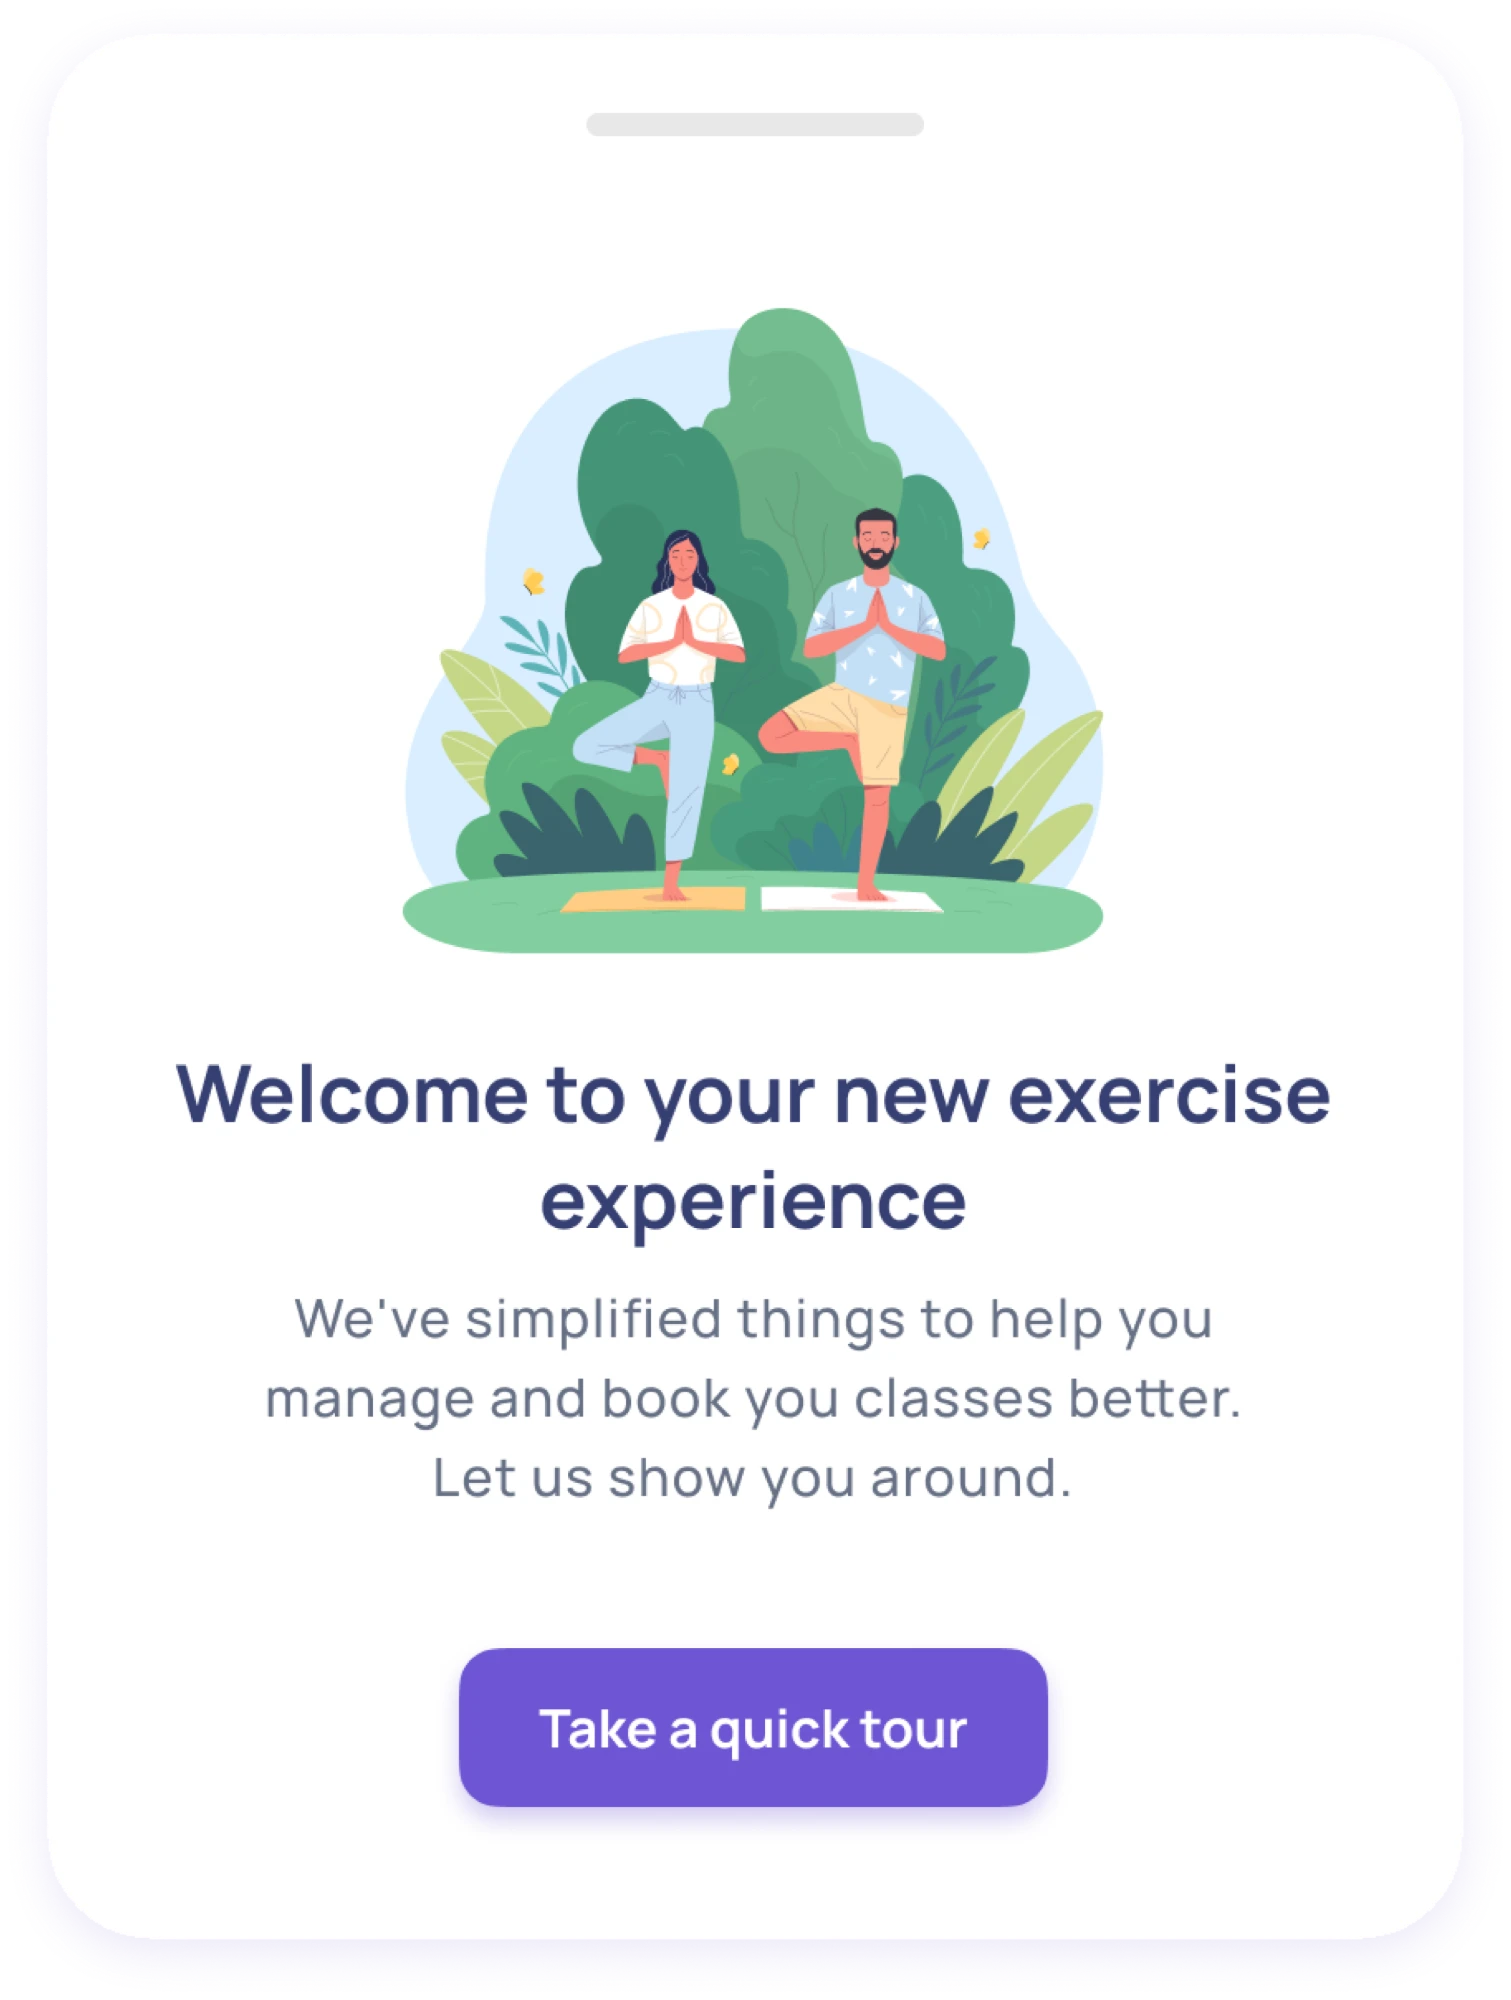 Welcome to your new exercise
experience
We've simplified things to help you
manage and book you classes better.
Let us show you around.
Take a quick tour